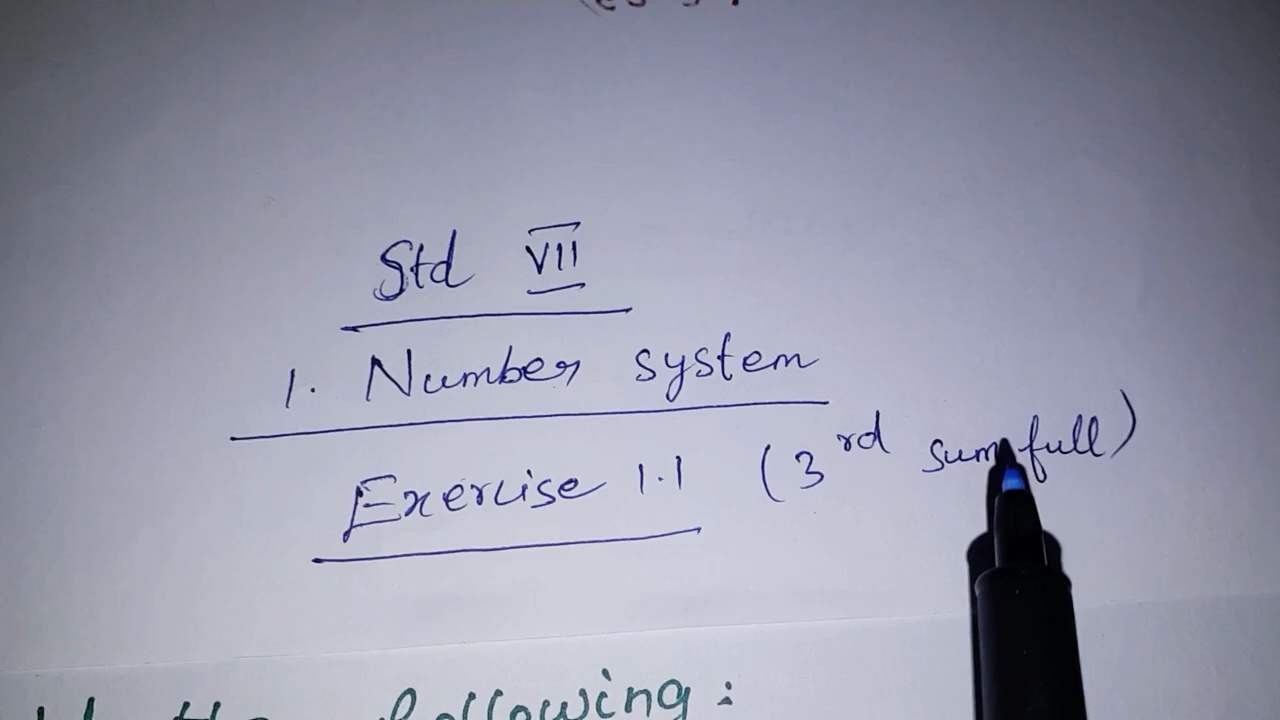 Std VII
1. Number system
Exercise 1.1 (3rd sum full)
following: